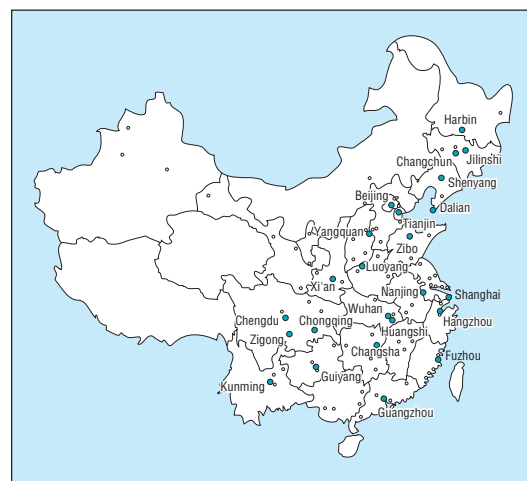 Harbin
Changchun
Jilinshi
Shenyang
Beijing
Dalian
Tianjin
Yangquan
Zibo
Luoyang
Xi'an
Nanjing
Shanghai
Wuhan
Hangzhou
Chengdu
Chongqing
Huangshi
Zigong
Changsha
Fuzhou
Guiyang
Kunming
Guangzhou